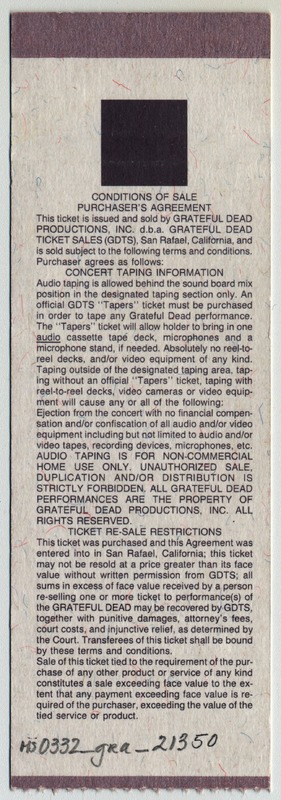 CONDITIONS OF SALE
PURCHASER'S AGREEMENT
This ticket is issued and sold by GRATEFUL DEAD
PRODUCTIONS, INC. d.b.a. GRATEFUL DEAD
TICKET SALES (GDTS), San Rafael, California, and
is sold subject to the following terms and conditions.
Purchaser agrees as follows:
CONCERT TAPING INFORMATION
Audio taping is allowed behind the sound board mix
position in the designated taping section only. An
official GDTS "Tapers" ticket must be purchased
in order to tape any Grateful Dead performance.
The "Tapers" ticket will allow holder to bring in one
audio cassette tape deck, microphones and a
microphone stand, if needed. Absolutely no reel-to-
reel decks, and/or video equipment of any kind.
Taping outside of the designated taping area, tap-
ing without an official "Tapers" ticket, taping with
reel-to-reel decks, video cameras or video equip-
ment will cause any or all of the following:
Ejection from the concert with no financial compen-
sation and/or confiscation of all audio and/or video
equipment including but not limited to audio and/or
video tapes, recording devices, microphones, etc.
AUDIO TAPING IS FOR NON-COMMERCIAL
HOME USE ONLY. UNAUTHORIZED SALE,
DUPLICATION AND/OR DISTRIBUTION IS
STRICTLY FORBIDDEN. ALL GRATEFUL DEAD
PERFORMANCES ARE THE PROPERTY OF
GRATEFUL DEAD PRODUCTIONS, INC. ALL
RIGHTS RESERVED.
TICKET RE-SALE RESTRICTIONS
This ticket was purchased and this Agreement was
entered into in San Rafael, California; this ticket
may not be resold at a price greater than its face
value without written permission from GDTS; all
sums in excess of face value received by a person
re-selling one or more ticket to performance(s) of
the GRATEFUL DEAD may be recovered by GDTS,
together with punitive damages, attorney's fees,
court costs, and injunctive relief, as determined by
the Court. Transferees of this ticket shall be bound
by these terms and conditions.
Sale of this ticket tied to the requirement of the pur-
chase of any other product or service of any kind
constitutes a sale exceeding face value to the ex-
tent that any payment exceeding face value is re-
quired of the purchaser, exceeding the value of the
tied service or product.
ms0332_gra_21350